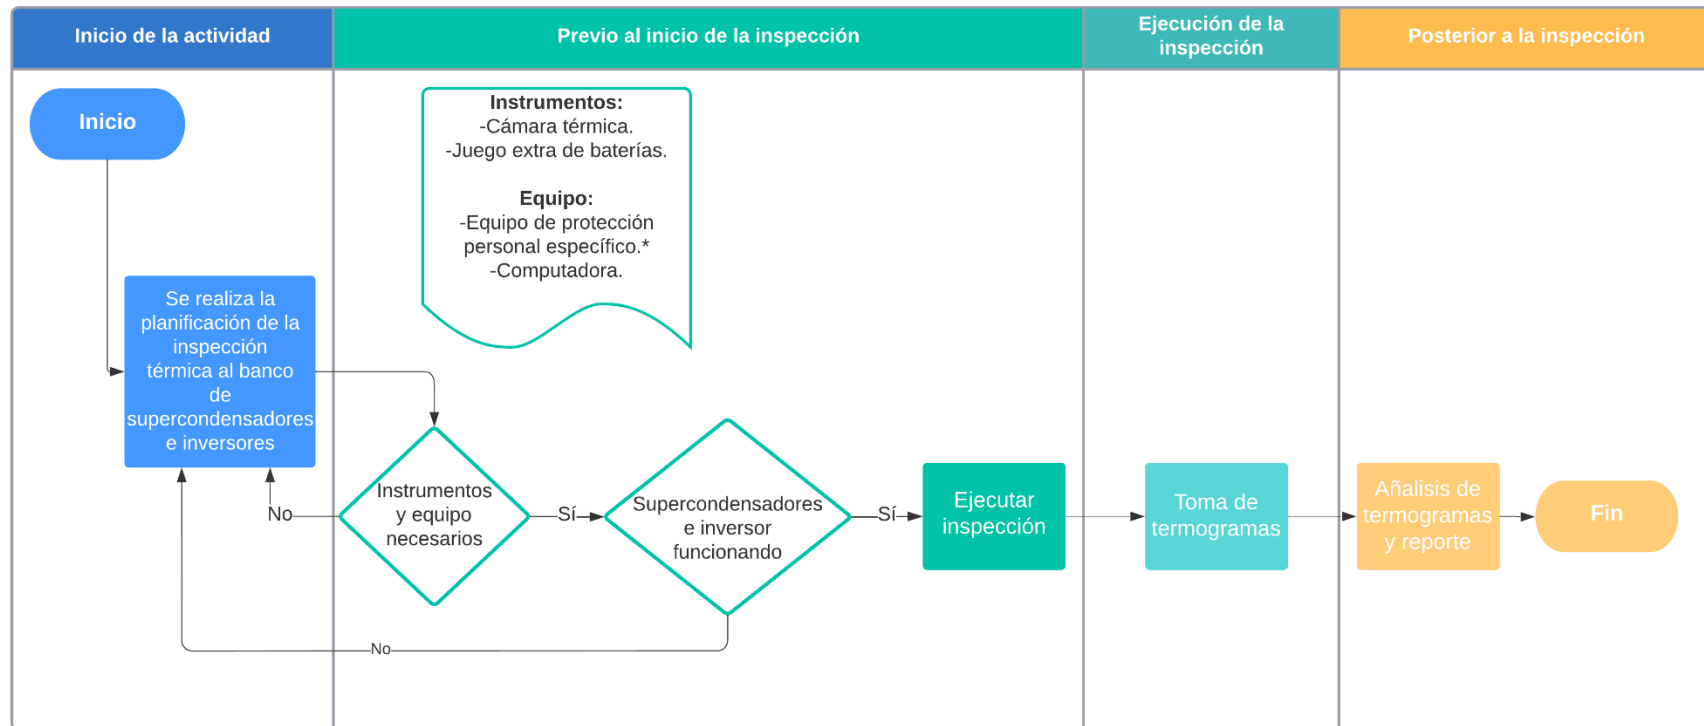 Inicio de la actividad
Previo al inicio de la inspección
Ejecución de la
inspección
Posterior a la inspección
Inicio
Instrumentos:
-Cámara térmica.
-Juego extra de baterías.
Equipo:
-Equipo de protección
personal específico.*
-Computadora.
Se realiza la
planificación de la
inspección
térmica al banco
de
supercondensadores
e inversores
Instrumentos
y equipo
necesarios
No
Sí
Supercondensadores
e inversor
funcionando
No
Sí
Ejecutar
inspección
Toma de
termogramas
Añalisis de
termogramas
y reporte
Fin